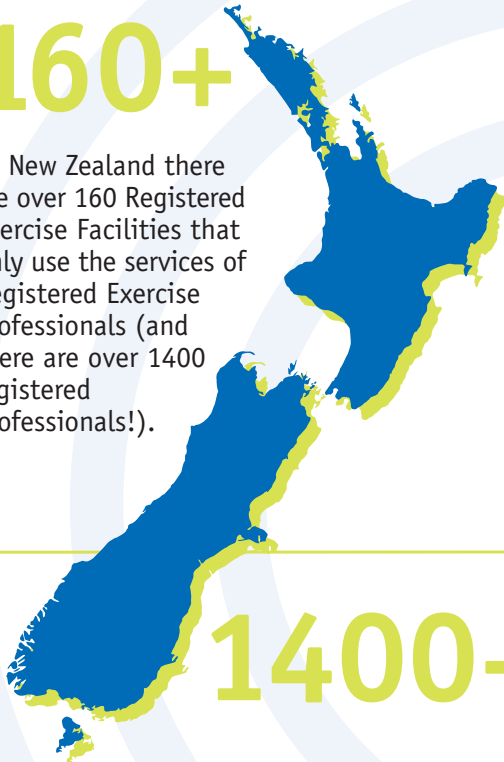 160+
New Zealand there
e over 160 Registered
ercise Facilities that
nly use the services of
egistered Exercise
ofessionals (and
ere are over 1400
gistered
ofessionals!).
1400